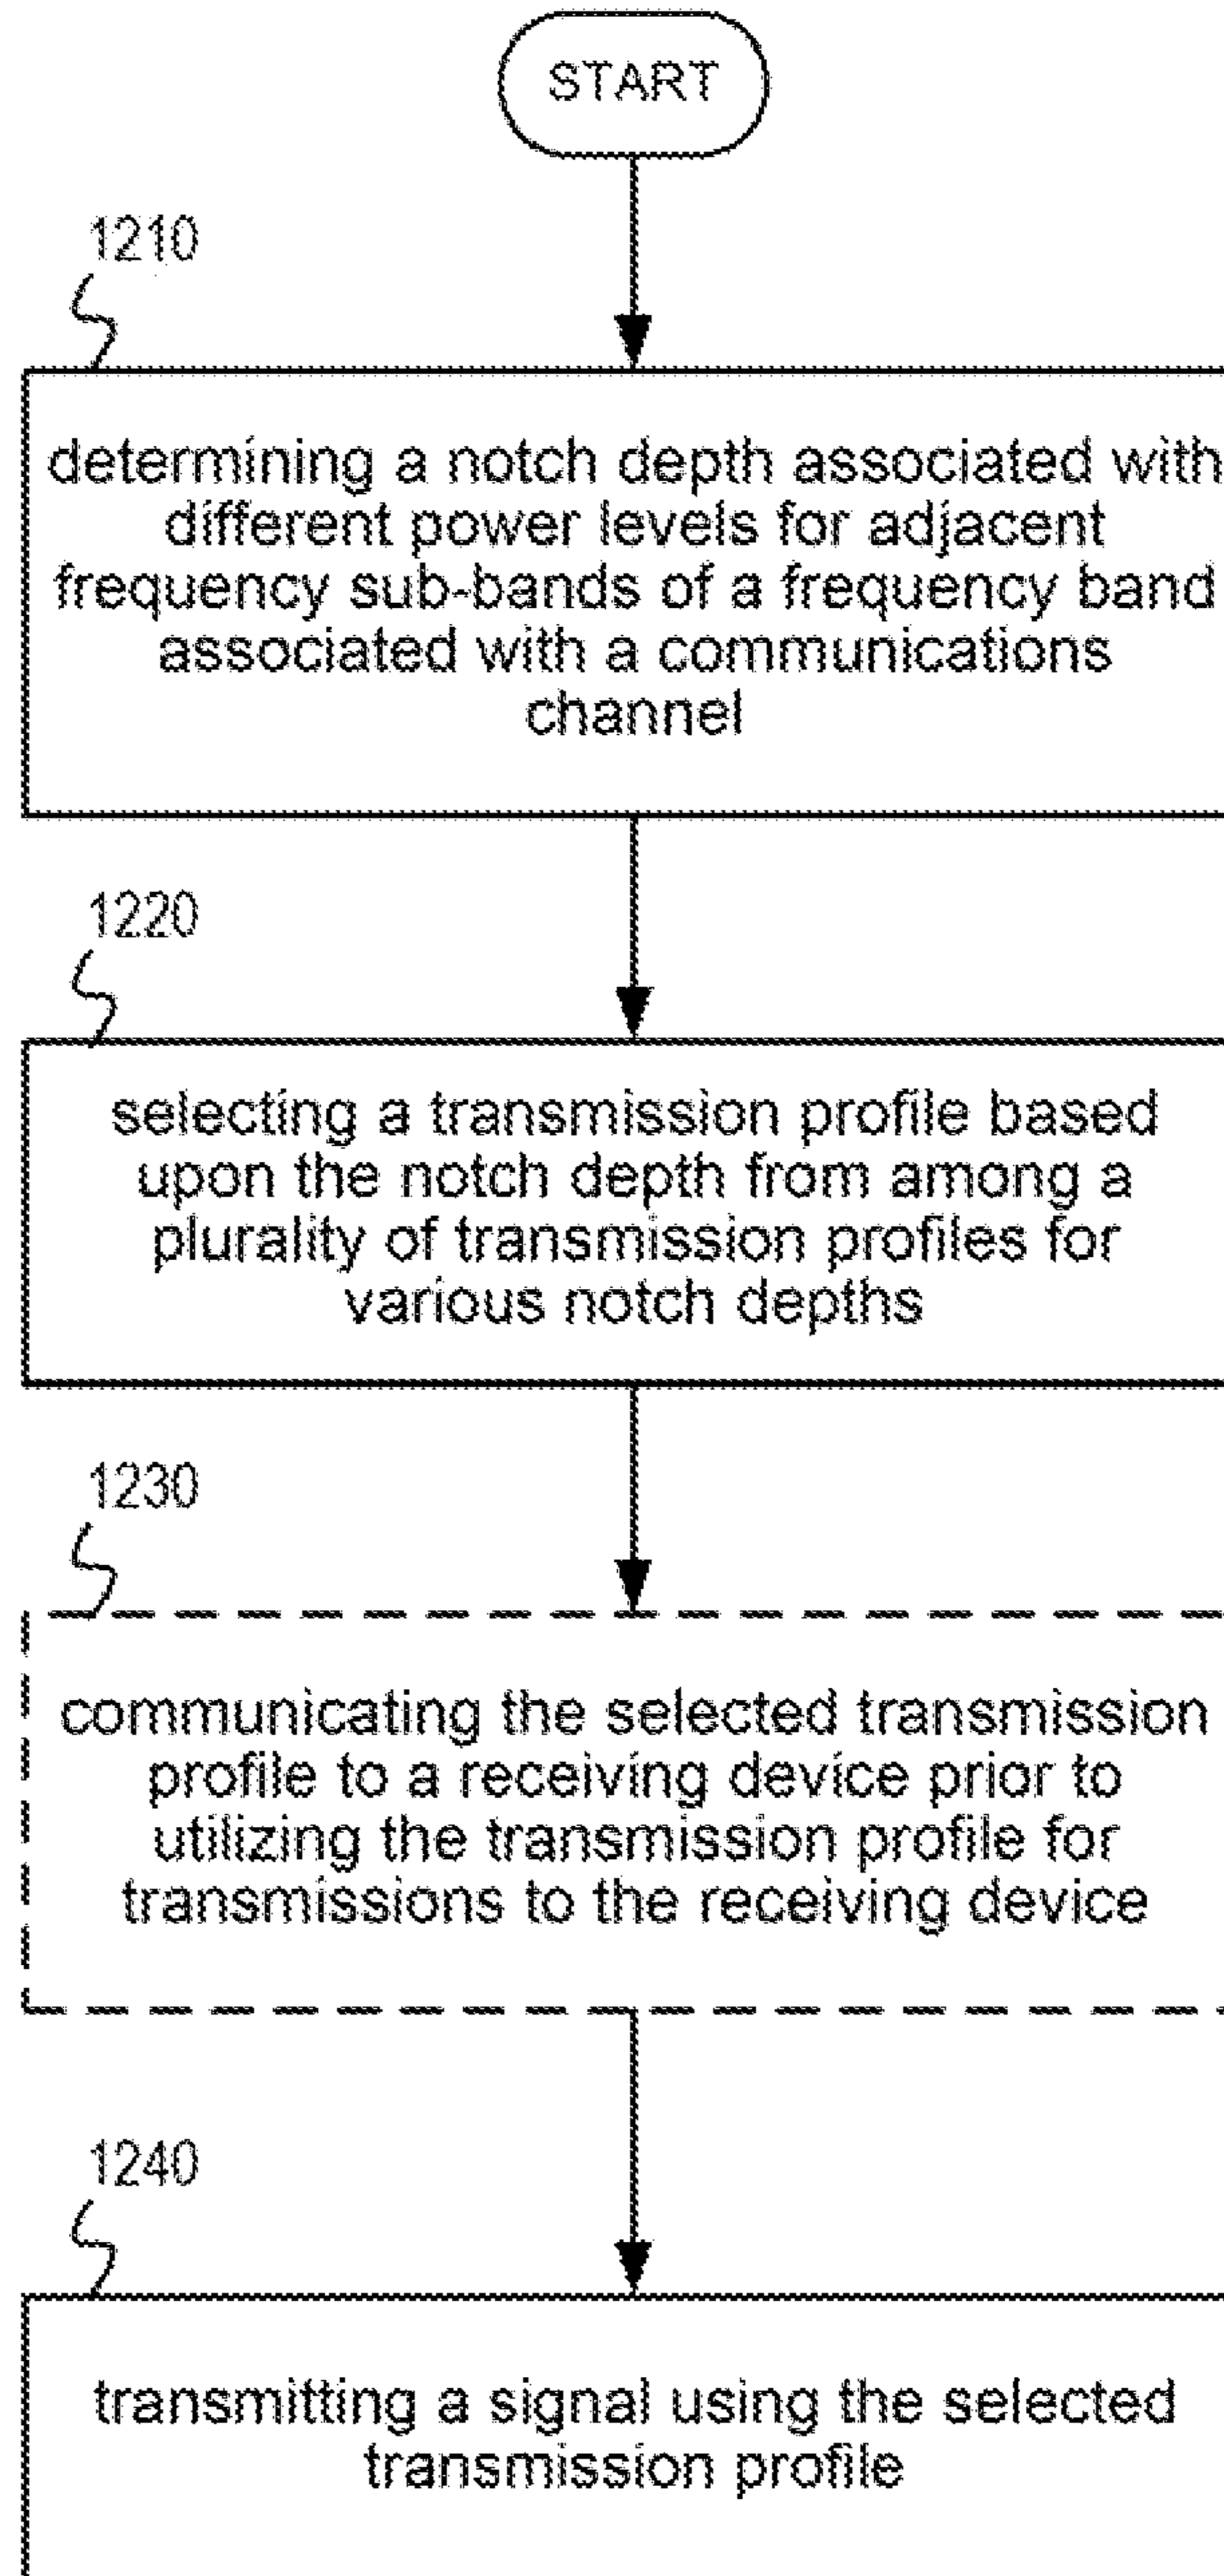 START
1210
determining a notch depth associated with
different power levels for adjacent
frequency sub-bands of a frequency band
associated with a communications
channel
1220
selecting a transmission profile based
upon the notch depth from among a
plurality of transmission profiles for
various notch depths
1230
communicating the selected transmission
profile to a receiving device prior to
utilizing the transmission profile for
transmissions to the receiving device
1240
transmitting a signal using the selected
transmission profile